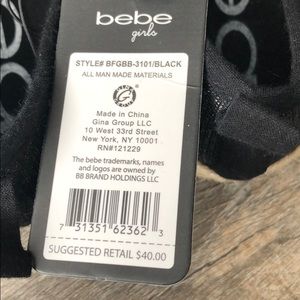 bebe
girls
STYLE# BFGBB-3101/BLACK
ALL MAN MADE MATERIALS
GINA
GROUP
Made in China
Gina Group LLC
10 West 33rd Street
New York, NY 10001
RN#121229
The bebe trademarks, names
and logos are owned by
BB BRAND HOLDINGS LLC
7 31351 62362 3
SUGGESTED RETAIL $40.00